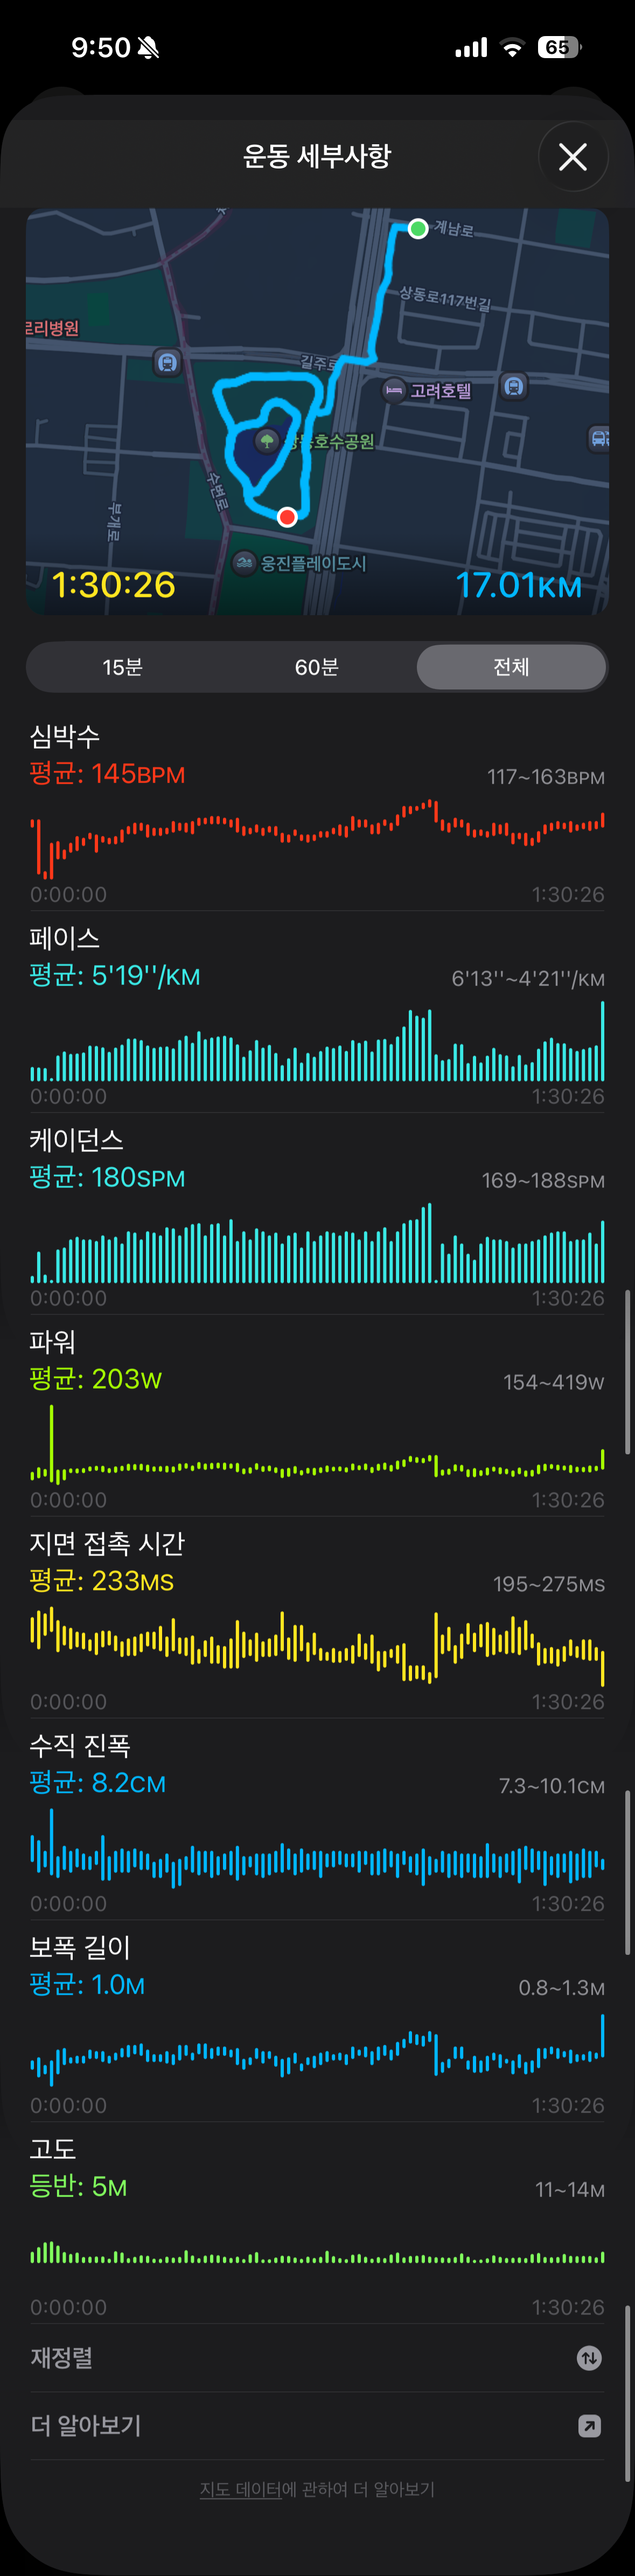 9:50
65
운동 세부사항
계남로
상동로117번길
길주로
고려호텔
상동호수공원
수변로
부개로
웅진플레이도시
1:30:26
17.01KM
15분
60분
전체
심박수
평균: 145BPM
117~163BPM
0:00:00
1:30:26
페이스
평균: 5'19''/KM
6'13''~4'21''/KM
0:00:00
1:30:26
케이던스
평균: 180SPM
169~188SPM
0:00:00
1:30:26
파워
평균: 203W
154~419W
0:00:00
1:30:26
지면 접촉 시간
평균: 233MS
195~275MS
0:00:00
1:30:26
수직 진폭
평균: 8.2CM
7.3~10.1CM
0:00:00
1:30:26
보폭 길이
평균: 1.0M
0.8~1.3M
0:00:00
1:30:26
고도
등반: 5M
11~14M
0:00:00
1:30:26
재정렬
더 알아보기
지도 데이터에 관하여 더 알아보기